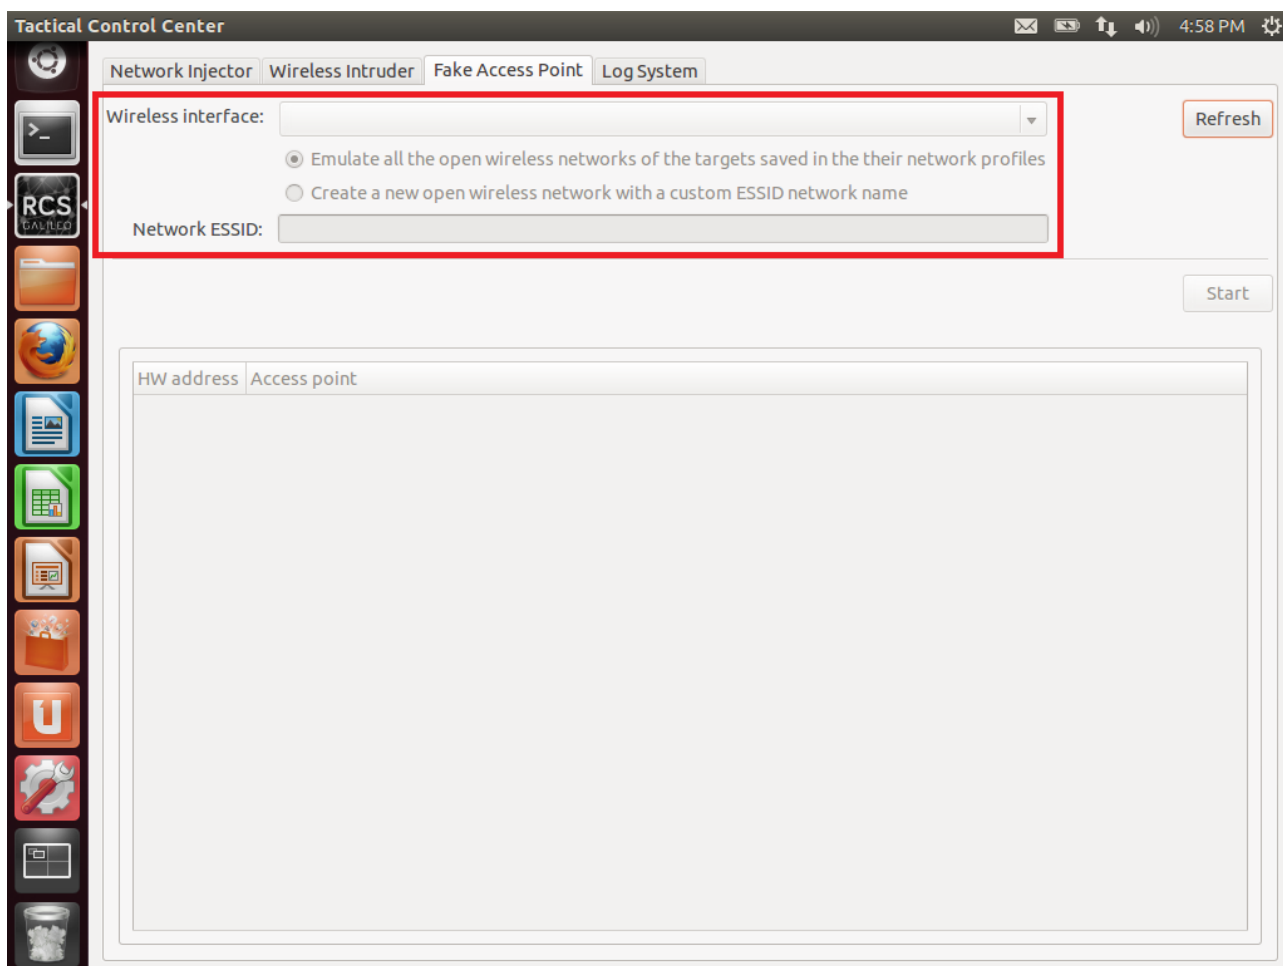 Tactical Control Center
4:58 PM
Network Injector Wireless Intruder Fake Access Point Log System
Wireless interface:
Refresh
Emulate all the open wireless networks of the targets saved in the their network profiles
Create a new open wireless network with a custom ESSID network name
RCS
GALILEO
Network ESSID:
Start
HW address Access point